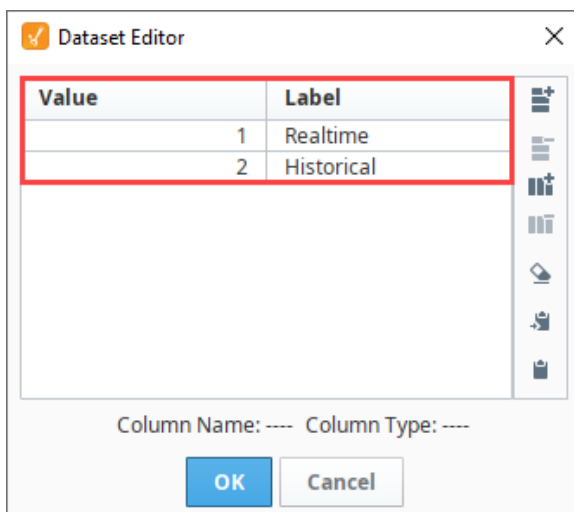 Dataset Editor
Value Label
1 Realtime
2 Historical
Column Name: ---- Column Type: ----
OK Cancel